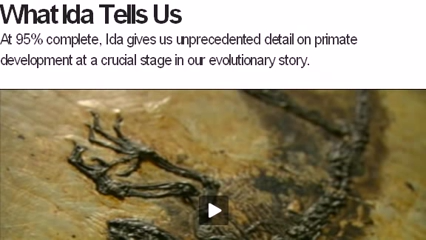 What Ida Tells Us
At 95% complete, Ida gives us unprecedented detail on primate
development at a crucial stage in our evolutionary story.